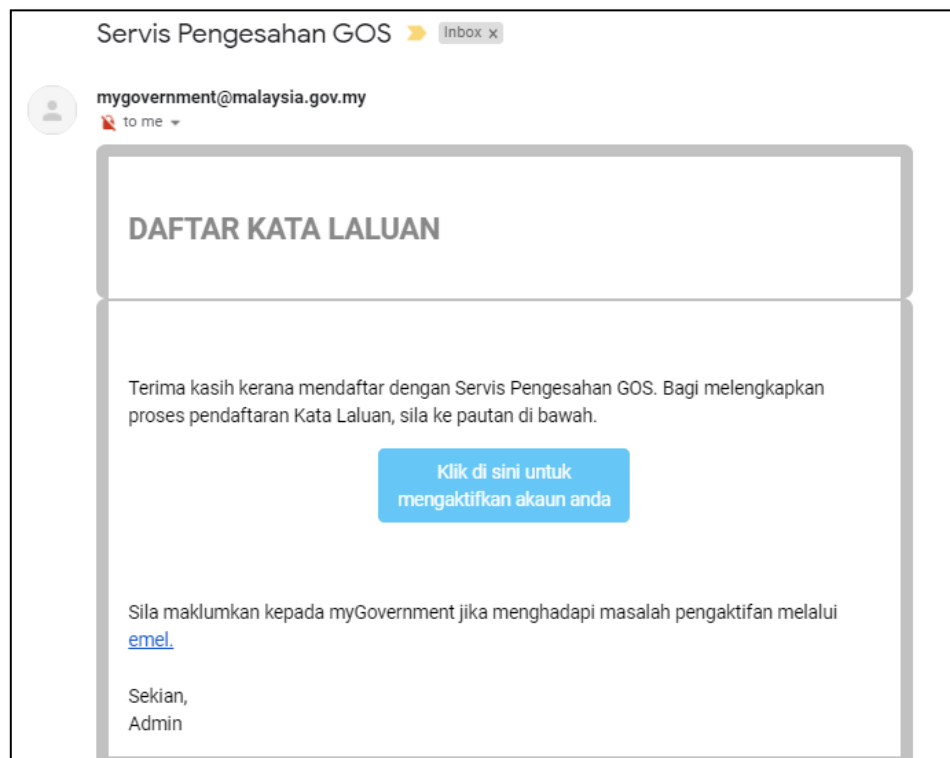 Servis Pengesahan GOS Inbox x
mygovernment@malaysia.gov.my
to me
DAFTAR KATA LALUAN
Terima kasih kerana mendaftar dengan Servis Pengesahan GOS. Bagi melengkapkan
proses pendaftaran Kata Laluan, sila ke pautan di bawah.
Klik di sini untuk
mengaktifkan akaun anda
Sila maklumkan kepada myGovernment jika menghadapi masalah pengaktifan melalui
emel.
Sekian,
Admin